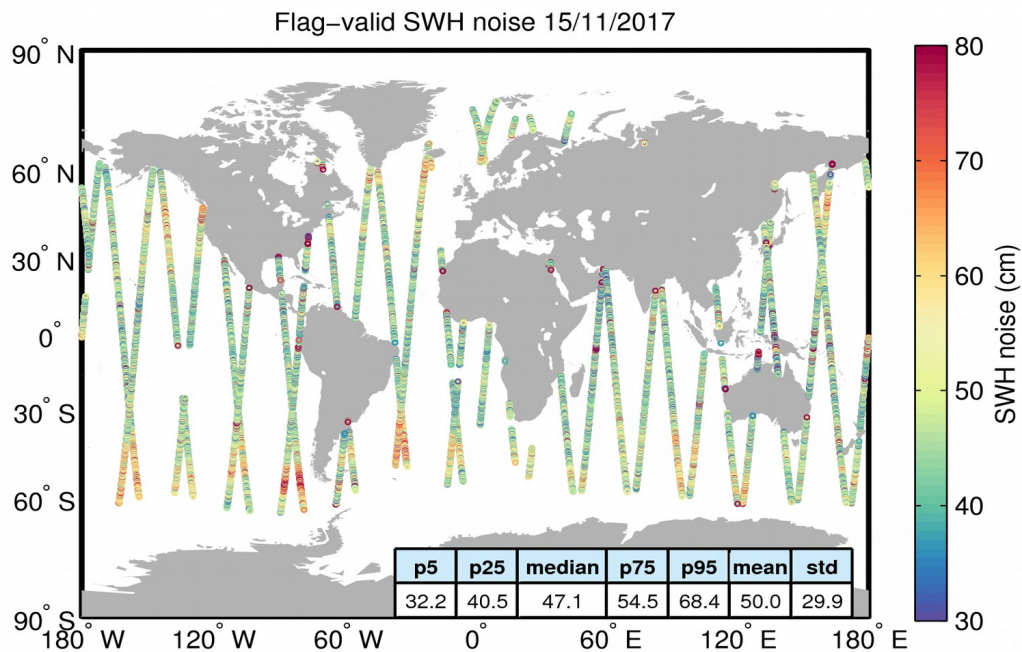 Flag−valid SWH noise 15/11/2017
90° N
60° N
30° N
0°
30° S
60° S
90° S
180° W 120° W 60° W 0° 60° E 120° E 180° E
p5 p25 median p75 p95 mean std
32.2 40.5 47.1 54.5 68.4 50.0 29.9
80
70
60
50
40
30
SWH noise (cm)